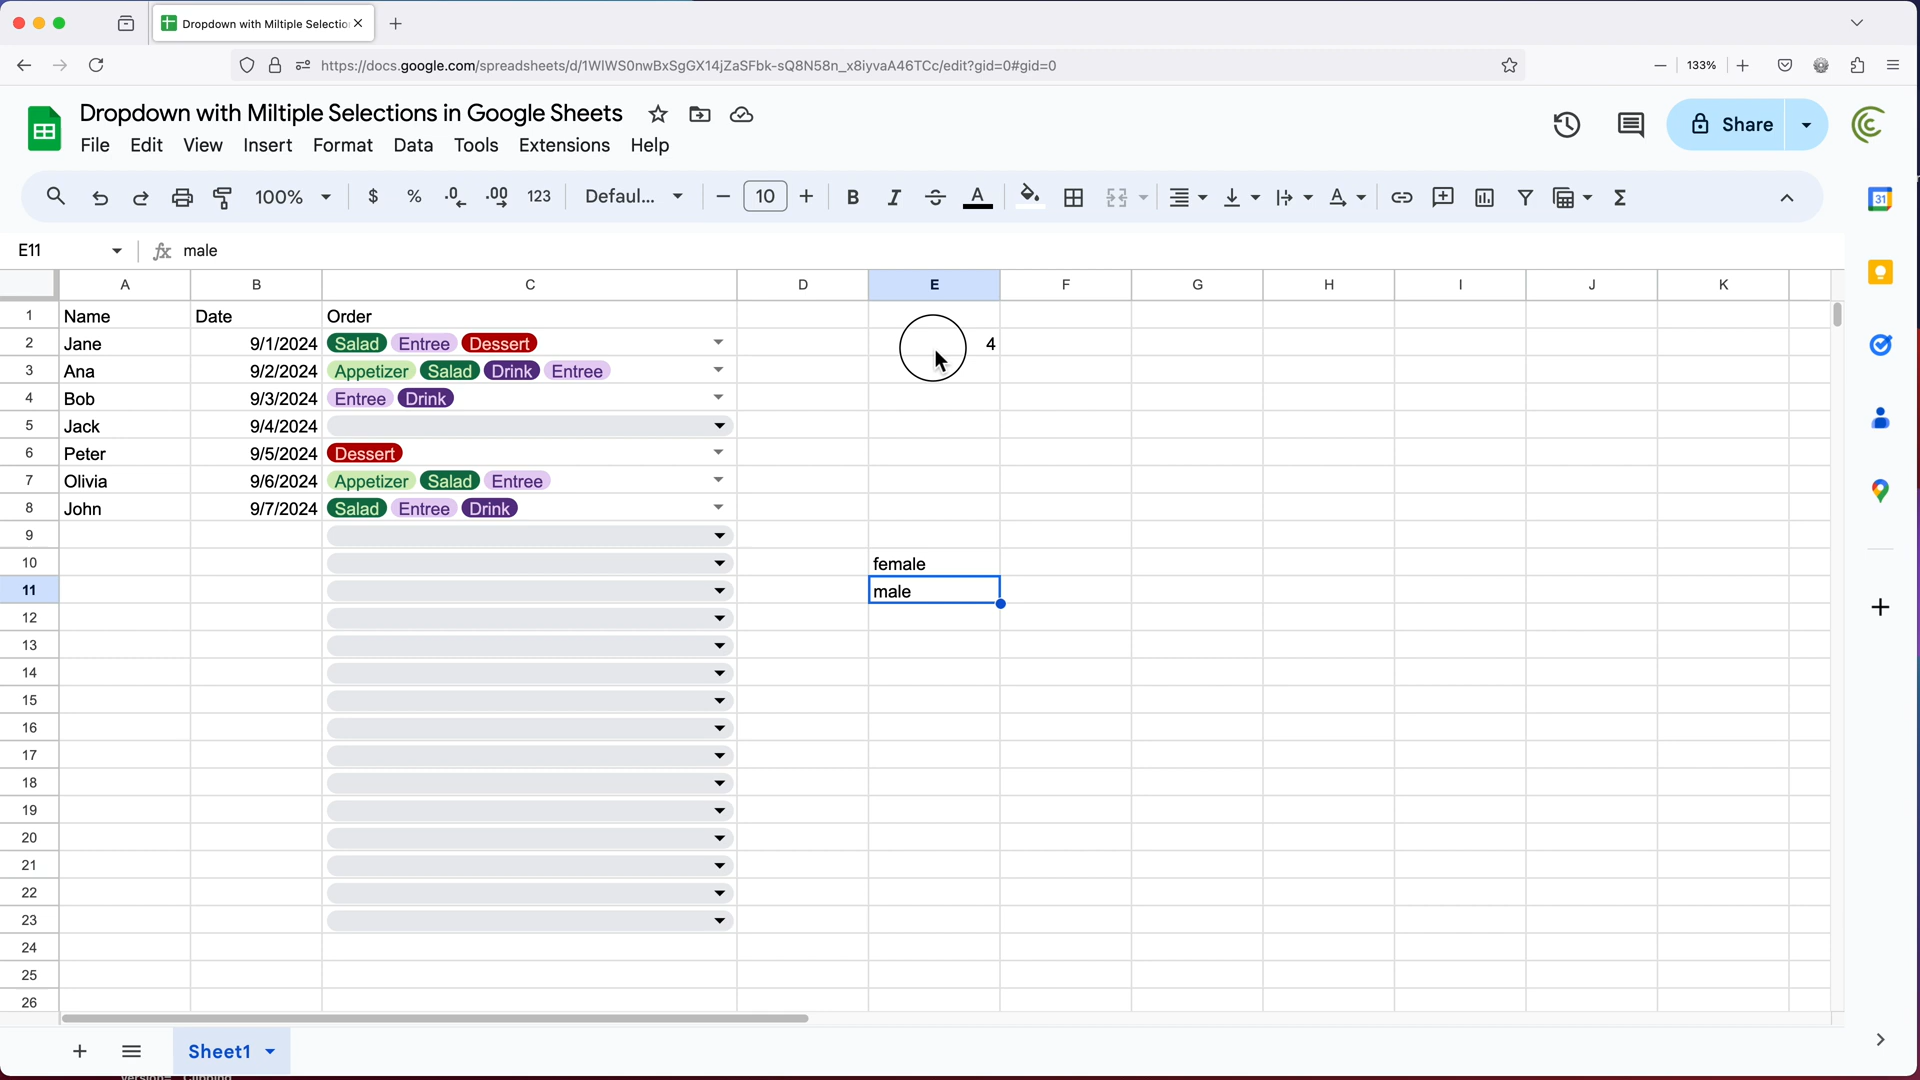 Dropdown with Miltiple Selectio
https://docs.google.com/spreadsheets/d/1WlWS0nwBxSgGX14jZaSFbk-sQ8N58n_x8iyvaA46TCc/edit?gid=0#gid=0
133%
Dropdown with Miltiple Selections in Google Sheets
File Edit View Insert Format Data Tools Extensions Help
Share
100% $ % .0 .00 123 Defaul... 10 B I A
E11 fx male
A B C D E F G H I J K
1 Name Date Order
2 Jane 9/1/2024 Salad Entree Dessert 4
3 Ana 9/2/2024 Appetizer Salad Drink Entree
4 Bob 9/3/2024 Entree Drink
5 Jack 9/4/2024
6 Peter 9/5/2024 Dessert
7 Olivia 9/6/2024 Appetizer Salad Entree
8 John 9/7/2024 Salad Entree Drink
9
10 female
11 male
12
13
14
15
16
17
18
19
20
21
22
23
24
25
26
Sheet1
31